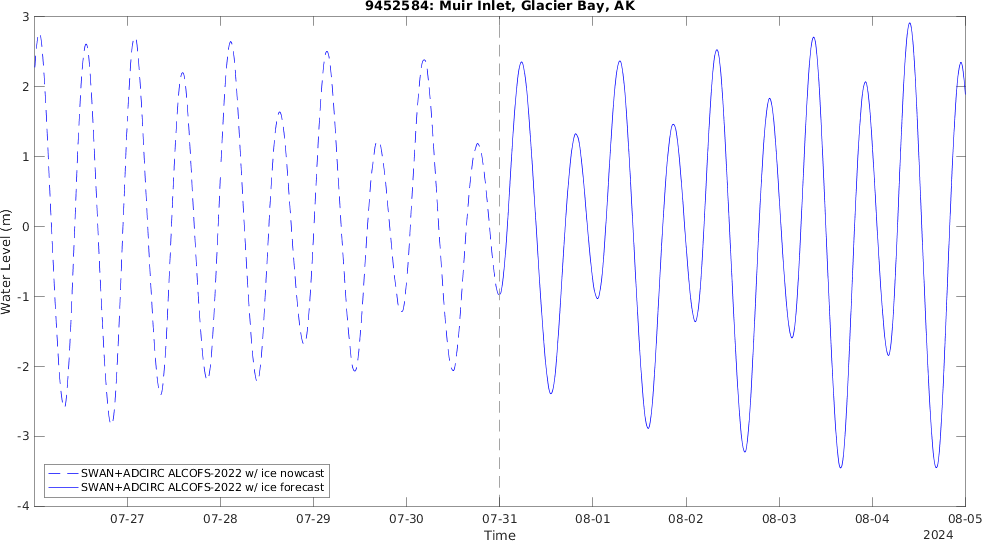 9452584: Muir Inlet, Glacier Bay, AK
3
2
1
0
-1
-2
-3
-4
Water Level (m)
SWAN+ADCIRC ALCOFS-2022 w/ ice nowcast
SWAN+ADCIRC ALCOFS-2022 w/ ice forecast
07-27 07-28 07-29 07-30 07-31 08-01 08-02 08-03 08-04 08-05
Time
2024